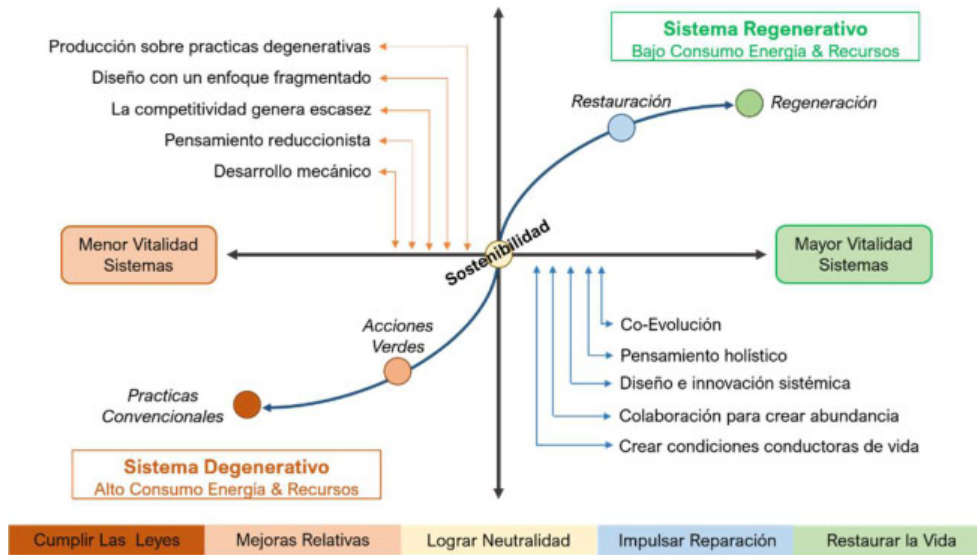 Sistema Regenerativo
Bajo Consumo Energía & Recursos
Producción sobre practicas degenerativas
Diseño con un enfoque fragmentado
La competitividad genera escasez
Pensamiento reduccionista
Desarrollo mecánico
Restauración
Regeneración
Menor Vitalidad
Sistemas
Sostenibilidad
Mayor Vitalidad
Sistemas
Acciones
Verdes
Practicas
Convencionales
Co-Evolución
Pensamiento holístico
Diseño e innovación sistémica
Colaboración para crear abundancia
Crear condiciones conductoras de vida
Sistema Degenerativo
Alto Consumo Energía & Recursos
Cumplir Las Leyes
Mejoras Relativas
Lograr Neutralidad
Impulsar Reparación
Restaurar la Vida